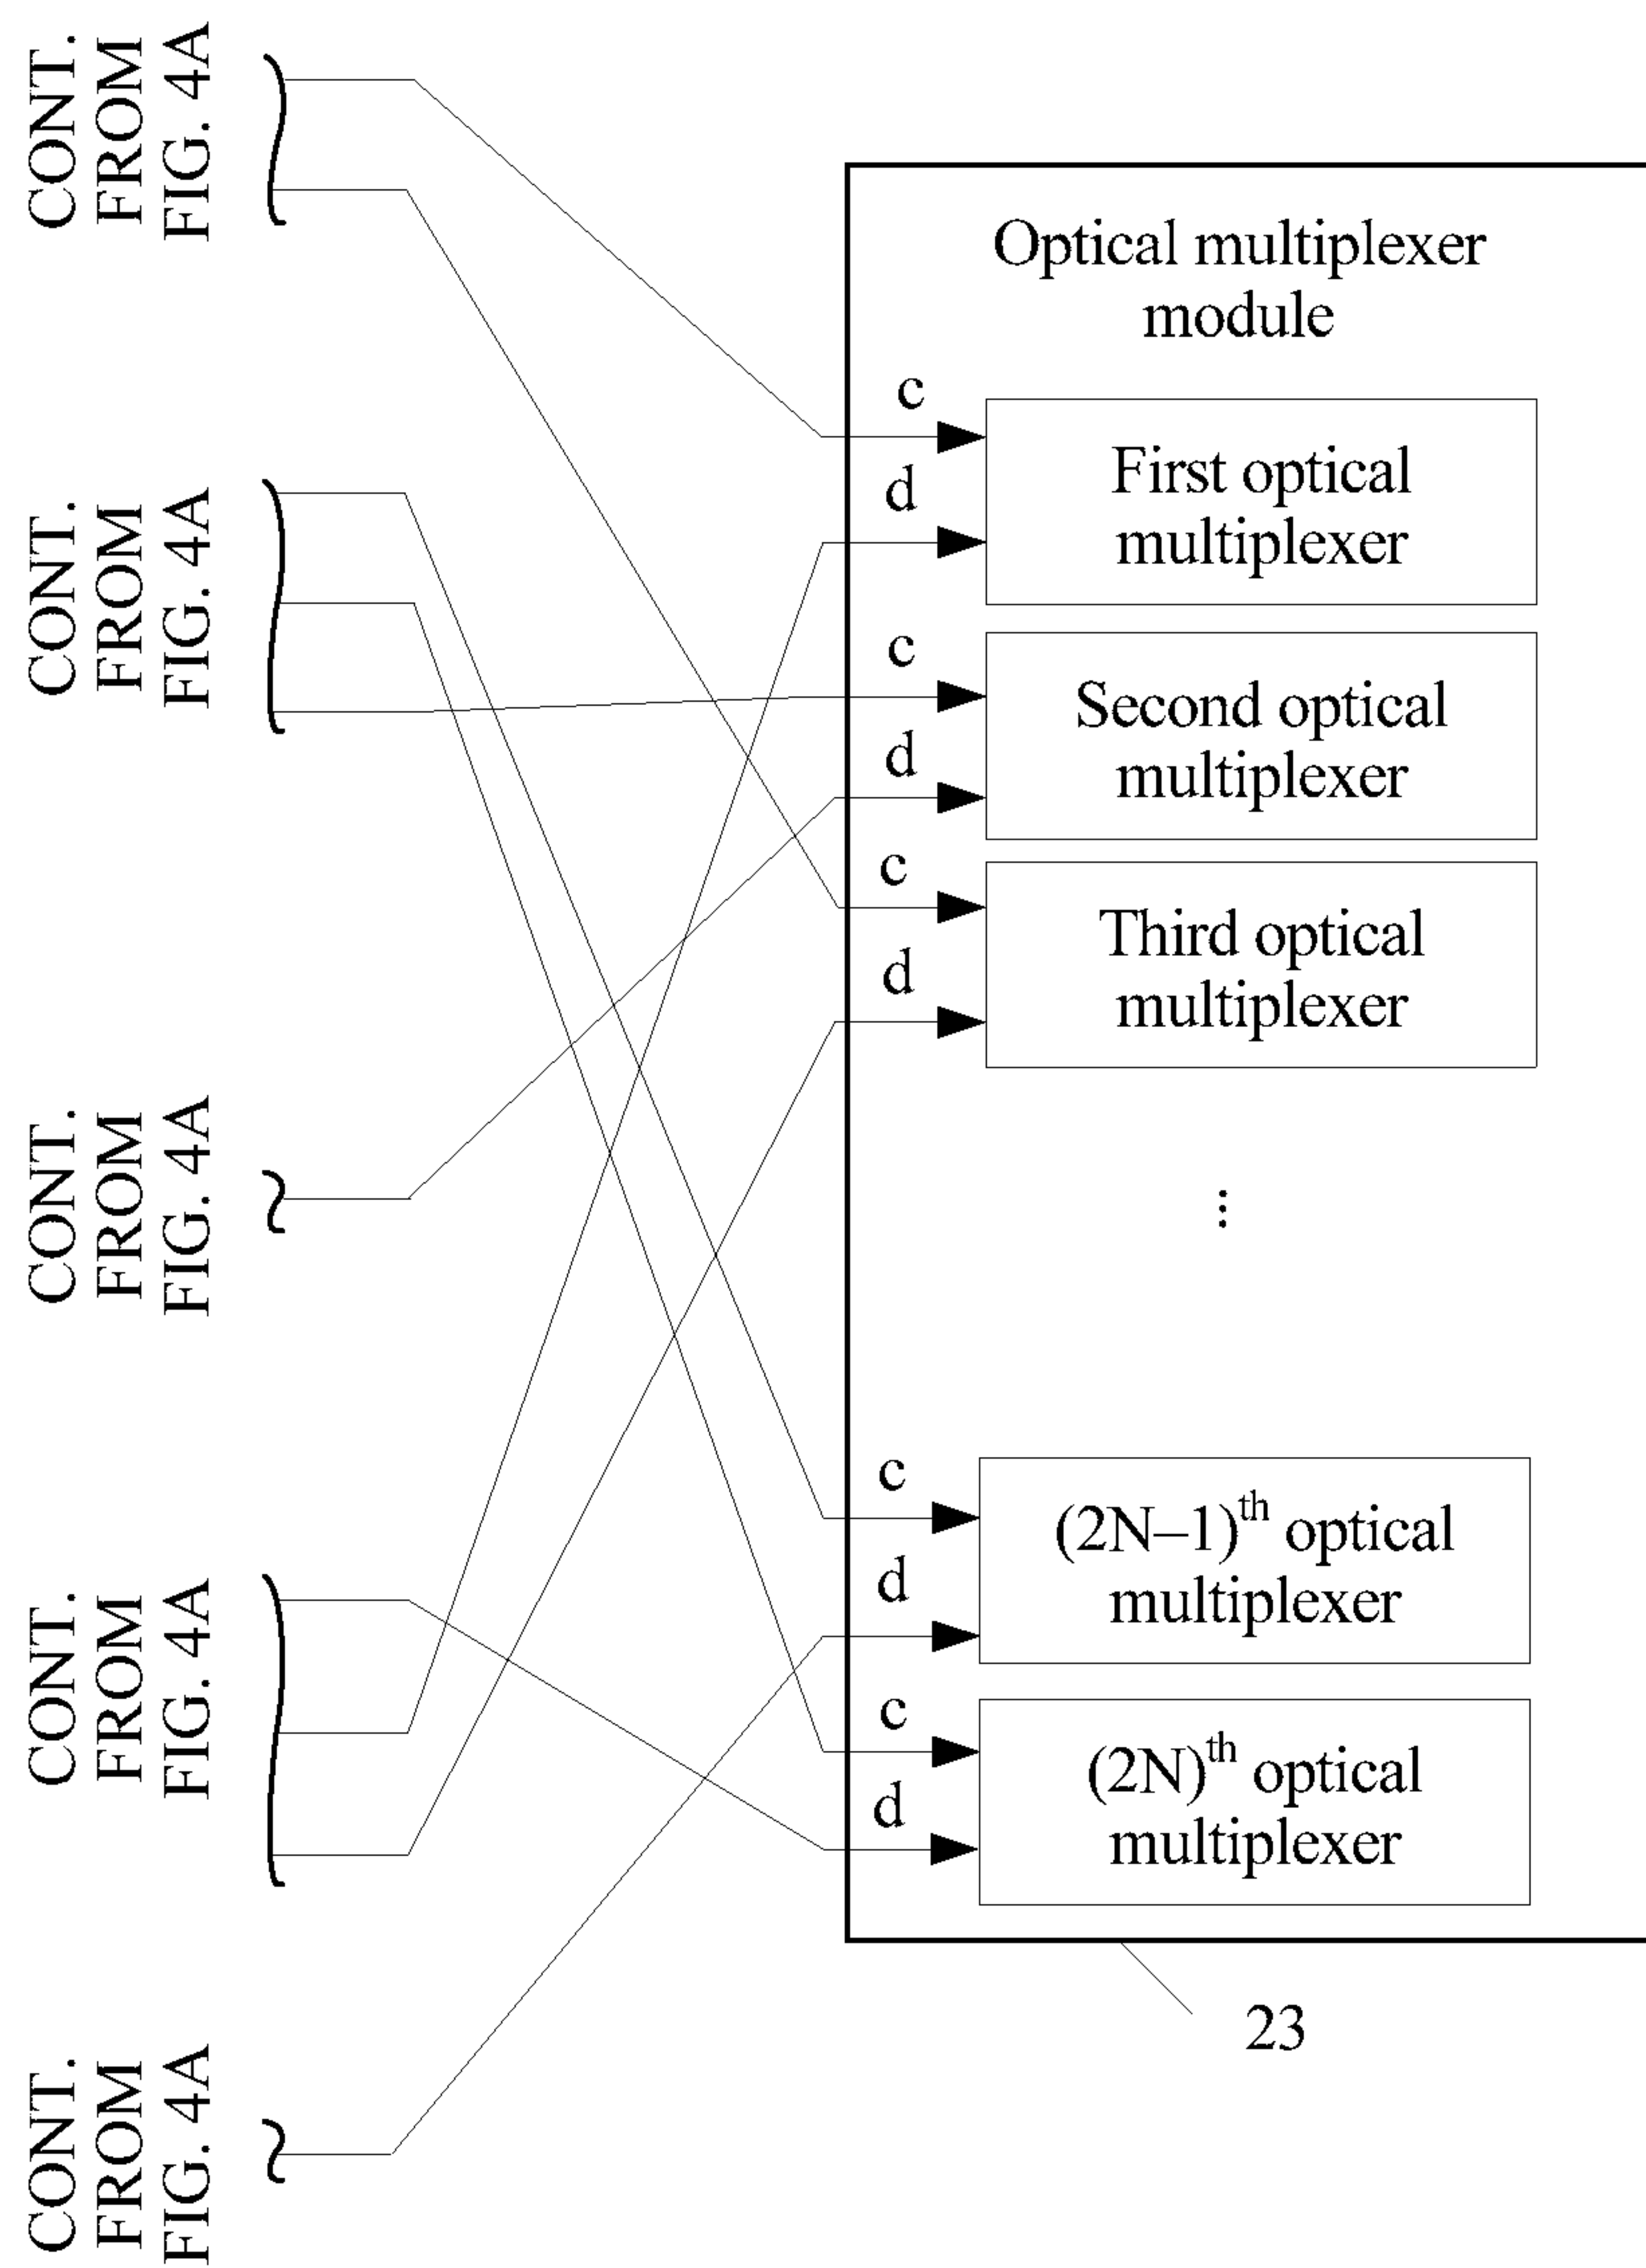 CONT.
FROM
FIG. 4A
CONT.
FROM
FIG. 4A
CONT.
FROM
FIG. 4A
CONT.
FROM
FIG. 4A
CONT.
FROM
FIG. 4A
Optical multiplexer
module
c
d
First optical
multiplexer
c
d
Second optical
multiplexer
c
d
Third optical
multiplexer
...
c
d
(2N–1)th optical
multiplexer
c
d
(2N)th optical
multiplexer
23